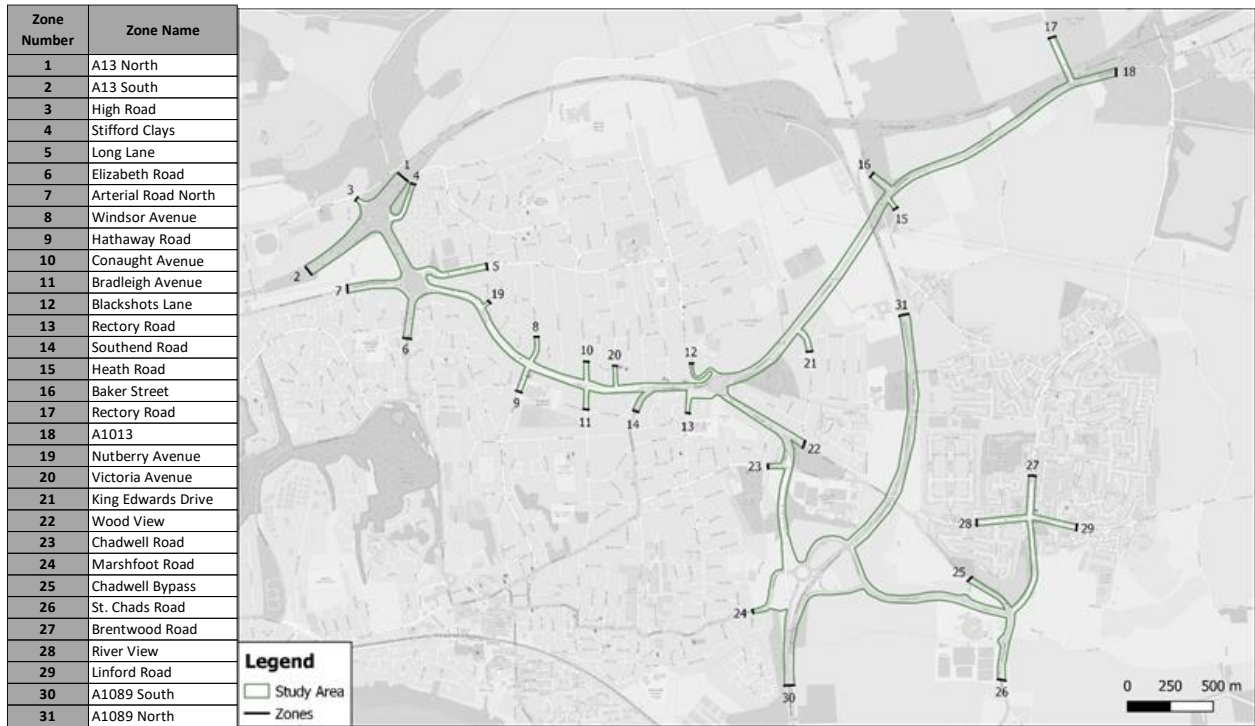 Zone Number Zone Name
1 A13 North
2 A13 South
3 High Road
4 Stifford Clays
5 Long Lane
6 Elizabeth Road
7 Arterial Road North
8 Windsor Avenue
9 Hathaway Road
10 Conaught Avenue
11 Bradleigh Avenue
12 Blackshots Lane
13 Rectory Road
14 Southend Road
15 Heath Road
16 Baker Street
17 Rectory Road
18 A1013
19 Nutberry Avenue
20 Victoria Avenue
21 King Edwards Drive
22 Wood View
23 Chadwell Road
24 Marshfoot Road
25 Chadwell Bypass
26 St. Chads Road
27 Brentwood Road
28 River View
29 Linford Road
30 A1089 South
31 A1089 North
17
18
16
15
1
4
3
2
5
7
19
6
31
8
10
20
12
21
9
11
14
13
22
23
27
28
29
25
24
30
26
Legend
Study Area
Zones
0 250 500 m